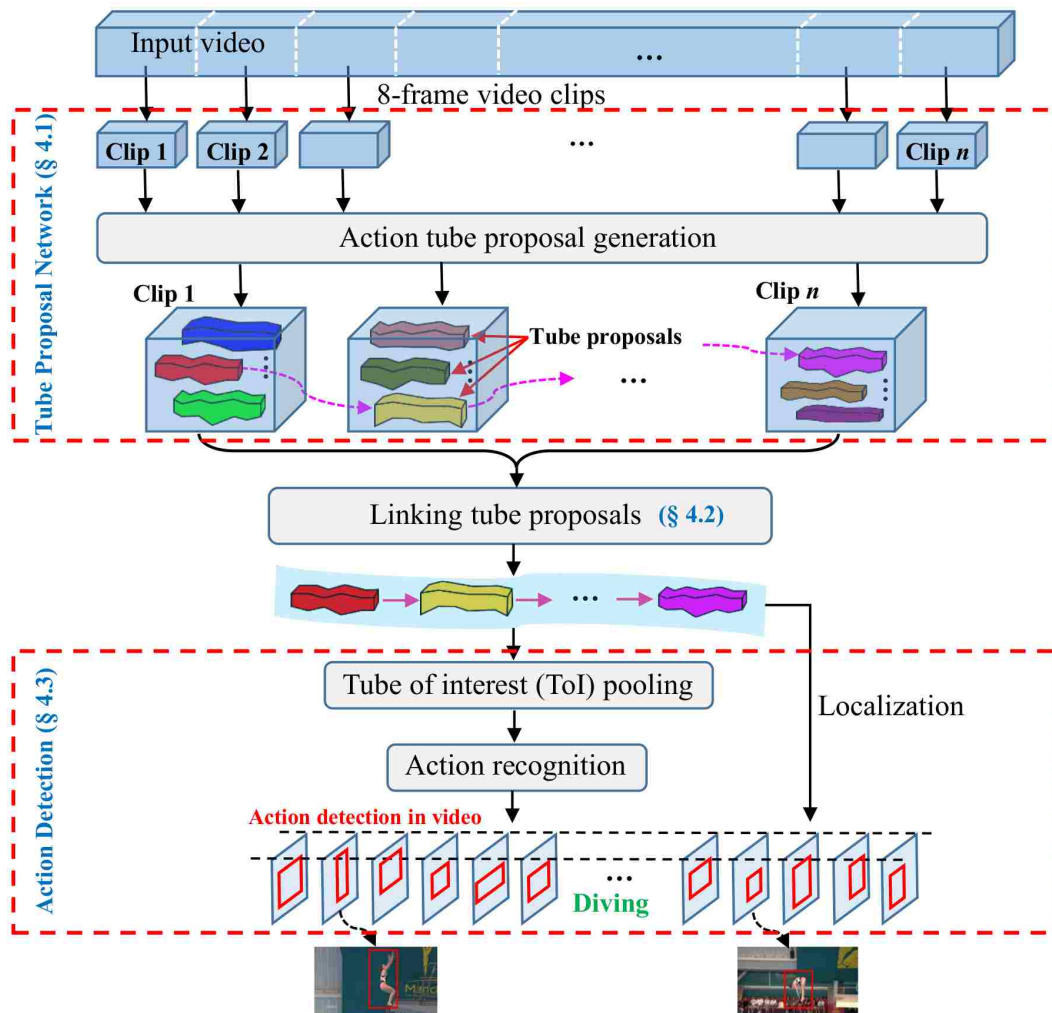 Input video
...
8-frame video clips
Tube Proposal Network (§ 4.1)
Clip 1
Clip 2
...
Clip n
Action tube proposal generation
Clip 1
Clip n
Tube proposals
...
Linking tube proposals (§ 4.2)
...
Action Detection (§ 4.3)
Tube of interest (ToI) pooling
Localization
Action recognition
Action detection in video
...
Diving